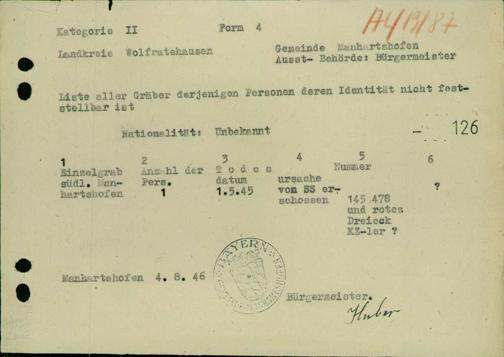 Kategorie II Form 4
A4/13/87
Landkreis Wolfratshausen Gemeinde Manhartshofen
Ausst- Behörde: Bürgermeister
Liste aller Gräber derjenigen Personen deren Identität nicht fest-
stellbar ist
Nationalität: Unbekannt
126
1 2 3 4 5 6
Einzelgrab Anzahl der Todes Nummer
südl. Man- Pers. datum ursache
hartshofen 1 1.5.45 von SS er- ?
schossen 145 478
und rotes
Dreieck
KZ-ler ?
BAYERN
Manhartshofen 4.8.46
Bürgermeister.
Huber